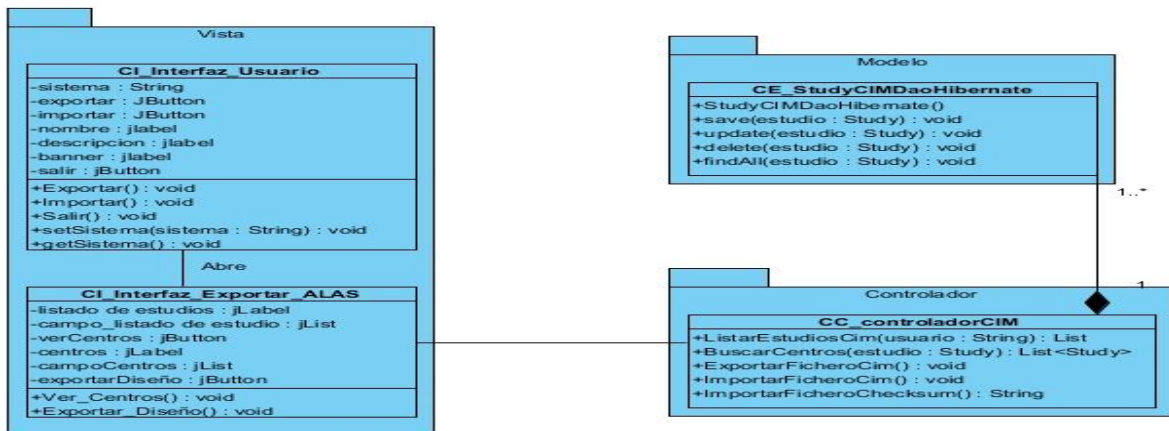 Vista
CI_Interfaz_Usuario
-sistema : String
-exportar : JButton
-importar : JButton
-nombre : jlabel
-descripcion : jlabel
-banner : jlabel
-salir : jButton
+Exportar() : void
+Importar() : void
+Salir() : void
+setSistema(sistema : String) : void
+getSistema() : void
Abre
CI_Interfaz_Exportar_ALAS
-listado de estudios : jLabel
-campo_listado de estudio : jList
-verCentros : jButton
-centros : jLabel
-campoCentros : jList
-exportarDiseño : jButton
+Ver_Centros() : void
+Exportar_Diseño() : void
Modelo
CE_StudyCIMDaoHibernate
+StudyCIMDaoHibernate()
+save(estudio : Study) : void
+update(estudio : Study) : void
+delete(estudio : Study) : void
+findAll(estudio : Study) : void
1..*
1
Controlador
CC_controladorCIM
+ListarEstudiosCim(usuario : String) : List
+BuscarCentros(estudio : Study) : List<Study>
+ExportarFicheroCim() : void
+ImportarFicheroCim() : void
+ImportarFicheroChecksum() : String